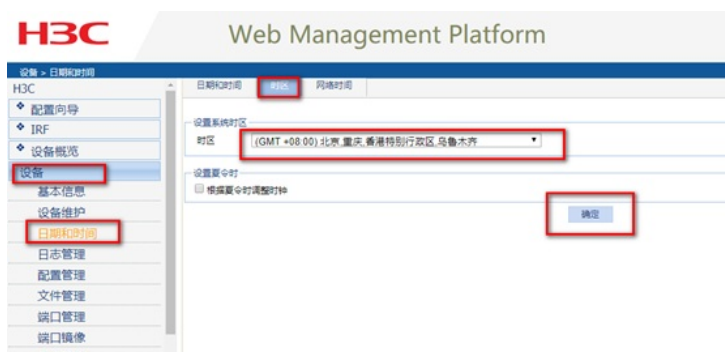 H3C
Web Management Platform
设备 > 日期和时间
H3C
配置向导
IRF
设备概览
设备
基本信息
设备维护
日期和时间
日志管理
配置管理
文件管理
端口管理
端口镜像
日期和时间 时区 网络时间
设置系统时区
时区 (GMT +08:00) 北京,重庆,香港特别行政区,乌鲁木齐
设置夏令时
根据夏令时调整时钟
确定